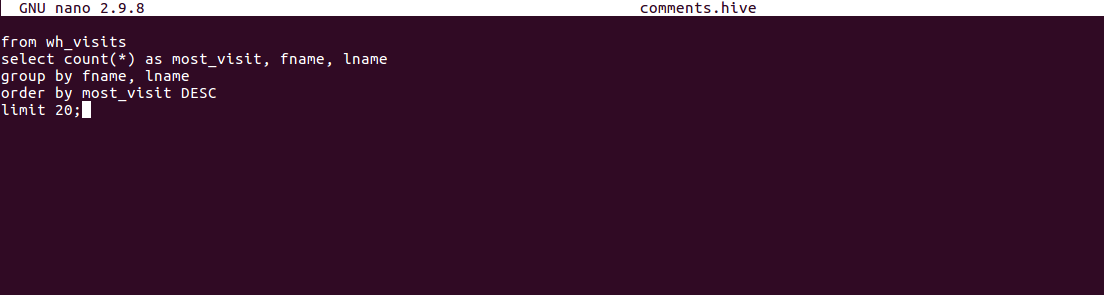 GNU nano 2.9.8 comments.hive
from wh_visits
select count(*) as most_visit, fname, lname
group by fname, lname
order by most_visit DESC
limit 20;